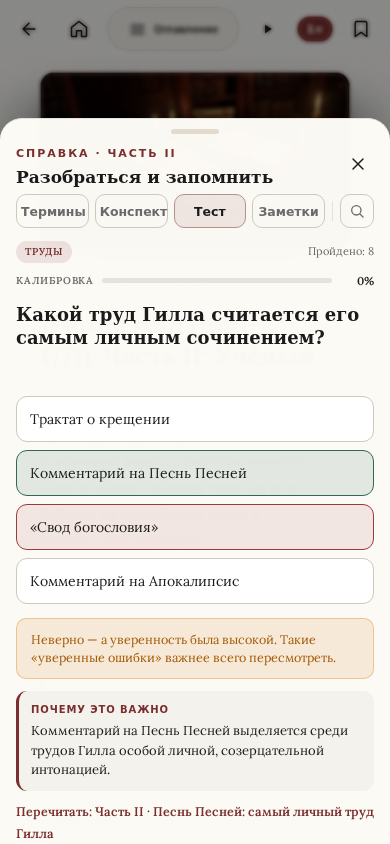 Оглавление
СПРАВКА · ЧАСТЬ II
Разобраться и запомнить
Термины
Конспект
Тест
Заметки
ТРУДЫ
Пройдено: 8
КАЛИБРОВКА
0%
Какой труд Гилла считается его
самым личным сочинением?
Трактат о крещении
Комментарий на Песнь Песней
«Свод богословия»
Комментарий на Апокалипсис
Неверно — а уверенность была высокой. Такие
«уверенные ошибки» важнее всего пересмотреть.
ПОЧЕМУ ЭТО ВАЖНО
Комментарий на Песнь Песней выделяется среди
трудов Гилла особой личной, созерцательной
интонацией.
Перечитать: Часть II · Песнь Песней: самый личный труд
Гилла